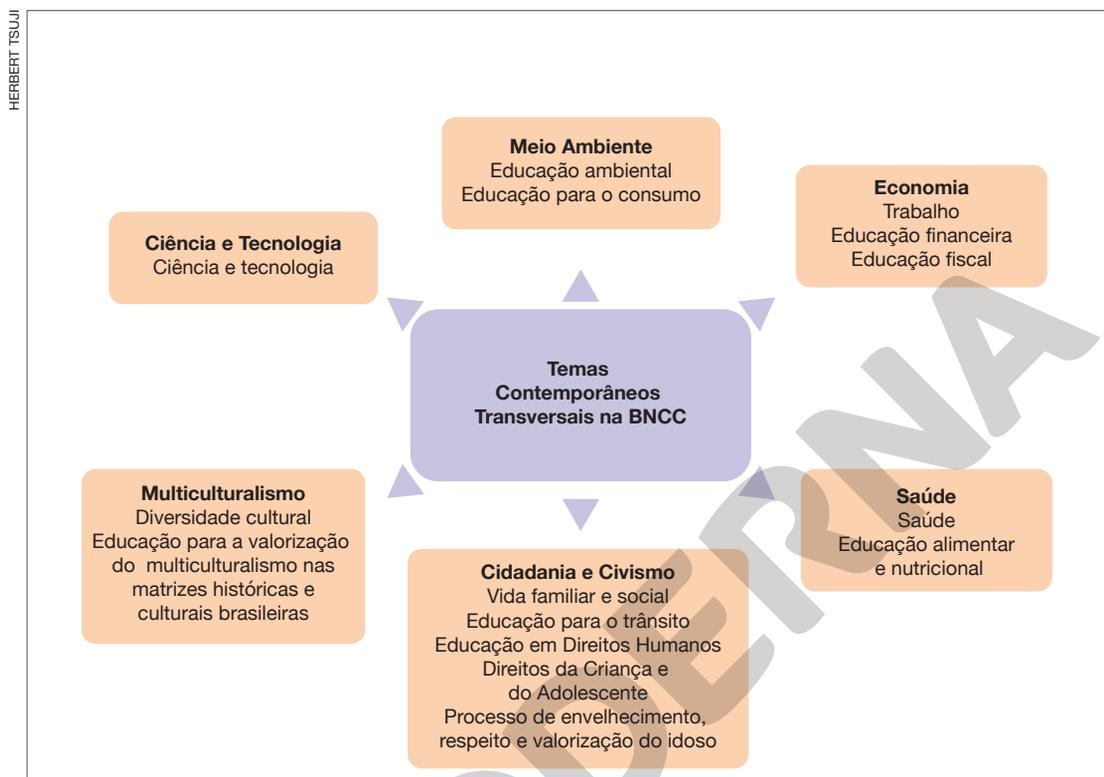 HERBERT TSUJI
Meio Ambiente
Educação ambiental
Educação para o consumo
Economia
Trabalho
Educação financeira
Educação fiscal
Ciência e Tecnologia
Ciência e tecnologia
Temas
Contemporâneos
Transversais na BNCC
Multiculturalismo
Diversidade cultural
Educação para a valorização
do multiculturalismo nas
matrizes históricas e
culturais brasileiras
Cidadania e Civismo
Vida familiar e social
Educação para o trânsito
Educação em Direitos Humanos
Direitos da Criança e
do Adolescente
Processo de envelhecimento,
respeito e valorização do idoso
Saúde
Saúde
Educação alimentar
e nutricional
DERNA